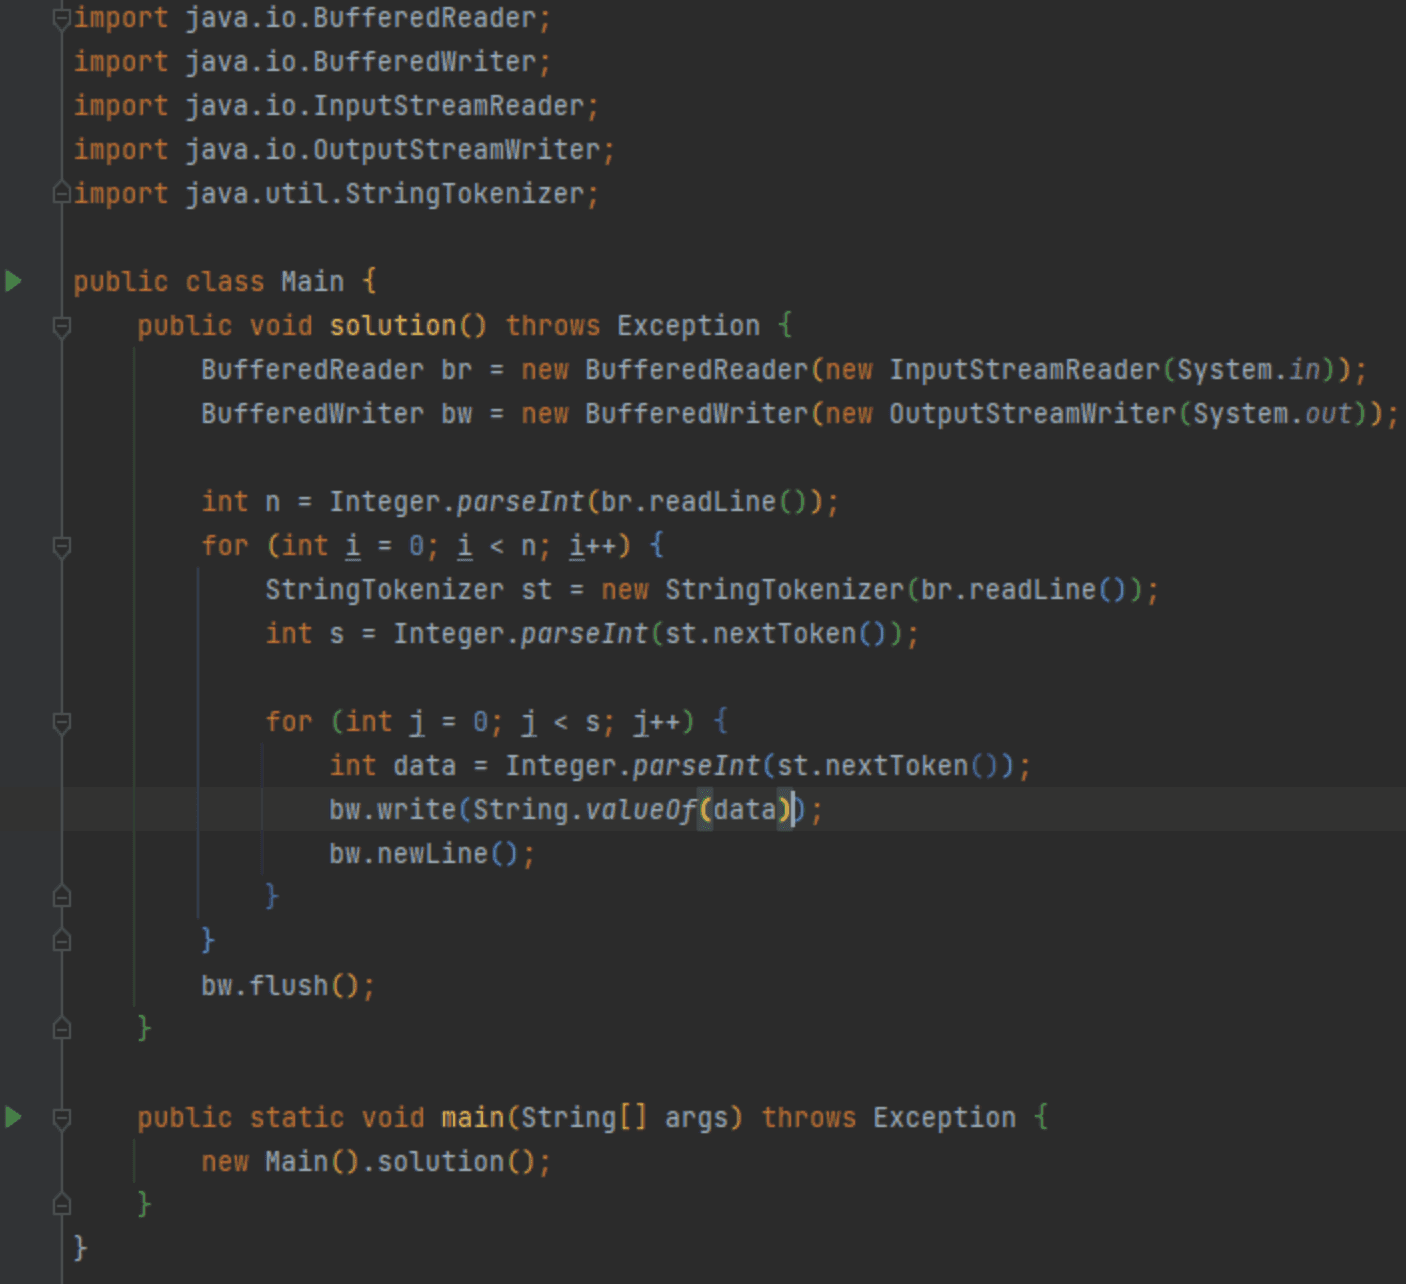 import java.io.BufferedReader;
import java.io.BufferedWriter;
import java.io.InputStreamReader;
import java.io.OutputStreamWriter;
import java.util.StringTokenizer;
public class Main {
public void solution() throws Exception {
BufferedReader br = new BufferedReader(new InputStreamReader(System.in));
BufferedWriter bw = new BufferedWriter(new OutputStreamWriter(System.out));
int n = Integer.parseInt(br.readLine());
for (int i = 0; i < n; i++) {
StringTokenizer st = new StringTokenizer(br.readLine());
int s = Integer.parseInt(st.nextToken());
for (int j = 0; j < s; j++) {
int data = Integer.parseInt(st.nextToken());
bw.write(String.valueOf(data));
bw.newLine();
}
}
bw.flush();
}
public static void main(String[] args) throws Exception {
new Main().solution();
}
}